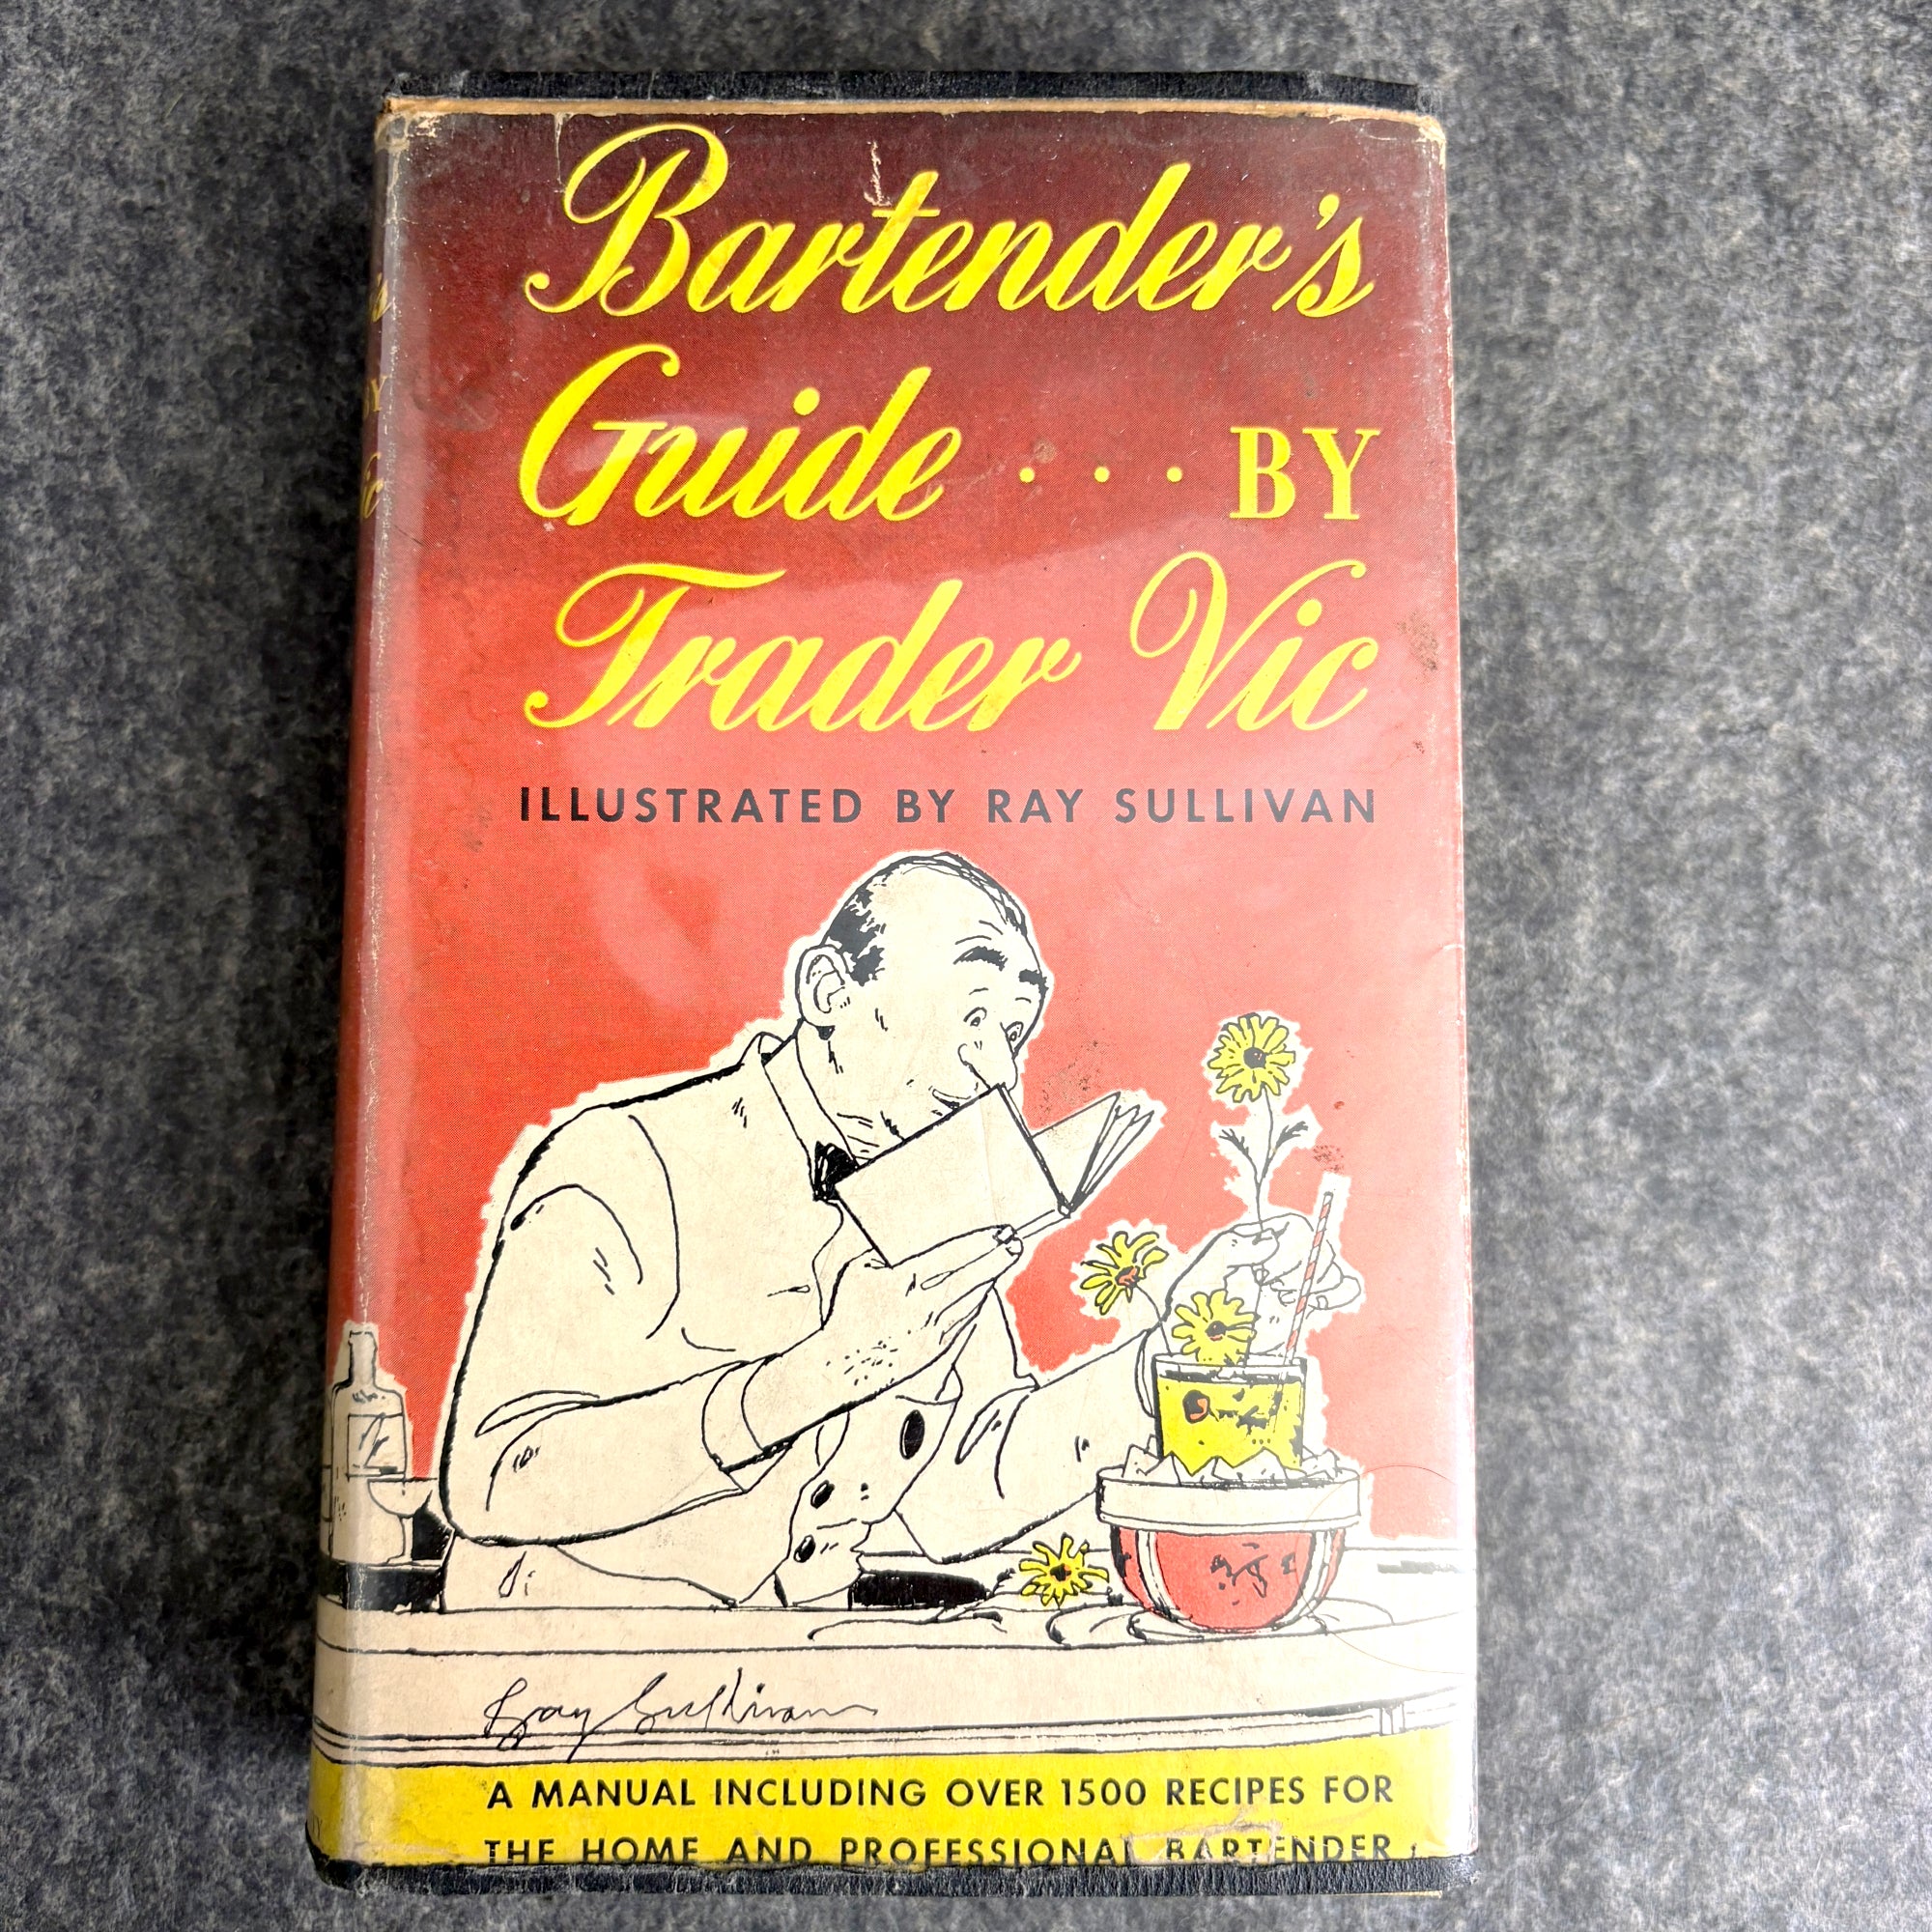 Bartender's
Guide . . . BY
Trader Vic
ILLUSTRATED BY RAY SULLIVAN
Ray Sullivan
A MANUAL INCLUDING OVER 1500 RECIPES FOR
THE HOME AND PROFESSIONAL BARTENDER